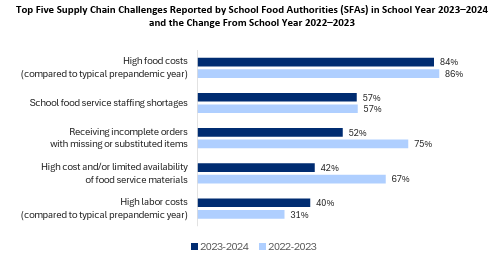 Top Five Supply Chain Challenges Reported by School Food Authorities (SFAs) in School Year 2023–2024
and the Change From School Year 2022–2023
High food costs
(compared to typical prepandemic year)
84%
86%
School food service staffing shortages
57%
57%
Receiving incomplete orders
with missing or substituted items
52%
75%
High cost and/or limited availability
of food service materials
42%
67%
High labor costs
(compared to typical prepandemic year)
40%
31%
2023-2024 2022-2023